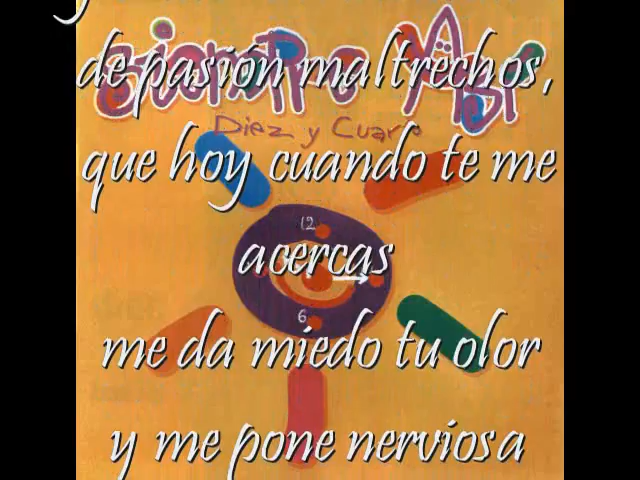 de pasión maltrechos,
Diez y Cuarto
que hoy cuando te me
12
acercas
6
me da miedo tu olor
y me pone nerviosa